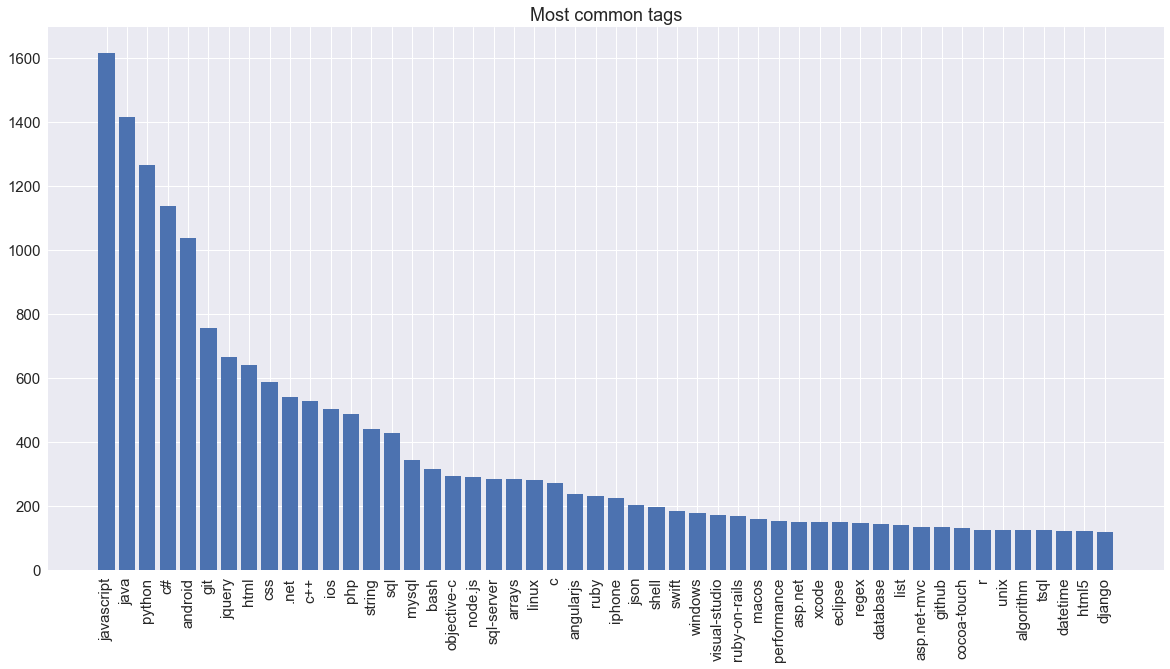 Most common tags
1600
1400
1200
1000
800
600
400
200
0
javascript
java
python
c#
android
git
jquery
html
css
.net
c++
ios
php
string
sql
mysql
bash
objective-c
node.js
sql-server
arrays
linux
c
angularjs
ruby
iphone
json
shell
swift
windows
visual-studio
ruby-on-rails
macos
performance
asp.net
xcode
eclipse
regex
database
list
asp.net-mvc
github
cocoa-touch
r
unix
algorithm
tsql
datetime
html5
django